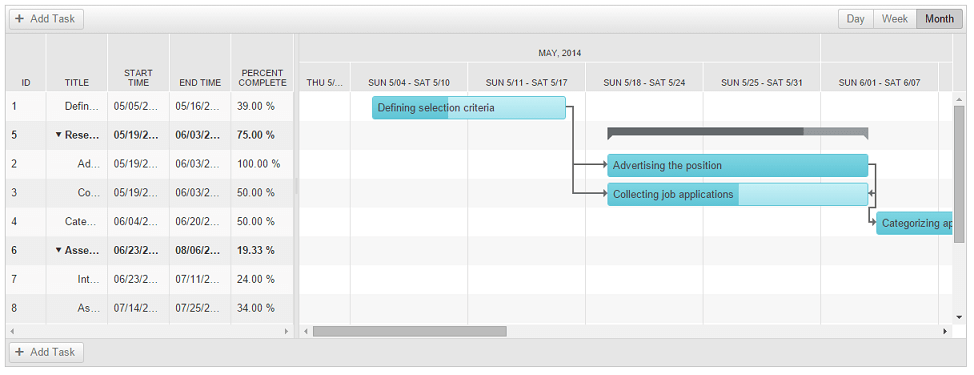 + Add Task
Day Week Month
MAY, 2014
ID TITLE START TIME END TIME PERCENT COMPLETE THU 5/... SUN 5/04 - SAT 5/10 SUN 5/11 - SAT 5/17 SUN 5/18 - SAT 5/24 SUN 5/25 - SAT 5/31 SUN 6/01 - SAT 6/07
1 Defin... 05/05/2... 05/16/2... 39.00 % Defining selection criteria
5 Rese... 05/19/2... 06/03/2... 75.00 %
2 Ad... 05/19/2... 06/03/2... 100.00 % Advertising the position
3 Co... 05/19/2... 06/03/2... 50.00 % Collecting job applications
4 Cate... 06/04/2... 06/20/2... 50.00 % Categorizing ap
6 Asse... 06/23/2... 08/06/2... 19.33 %
7 Int... 06/23/2... 07/11/2... 24.00 %
8 As... 07/14/2... 07/25/2... 34.00 %
+ Add Task